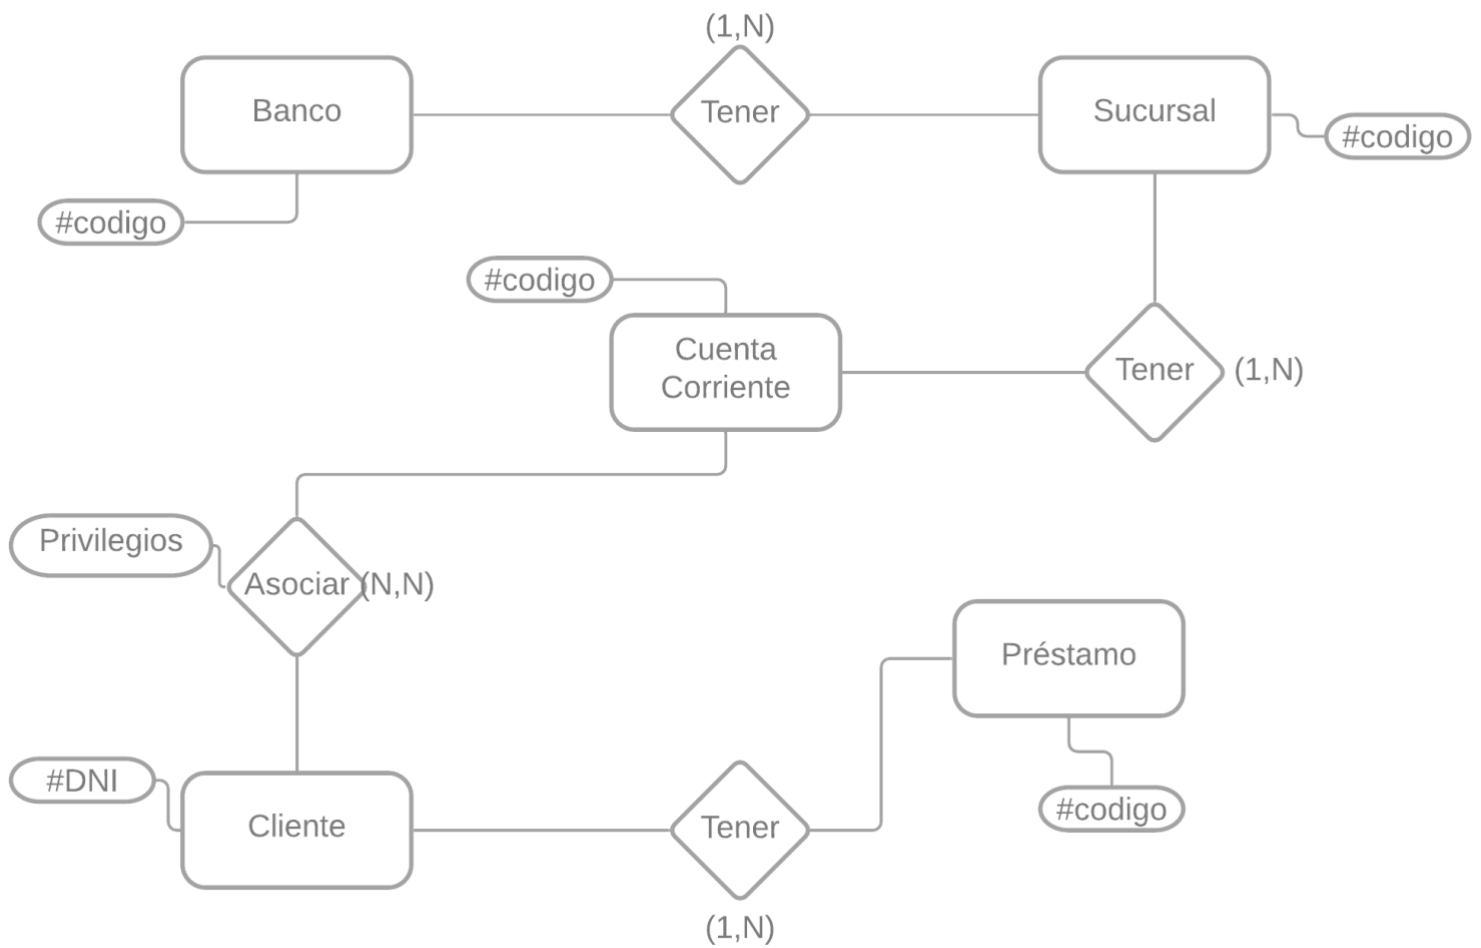 (1,N)
Banco
Tener
Sucursal
#codigo
#codigo
#codigo
Cuenta
Corriente
Tener
(1,N)
Privilegios
Asociar
(N,N)
Préstamo
#DNI
#codigo
Cliente
Tener
(1,N)